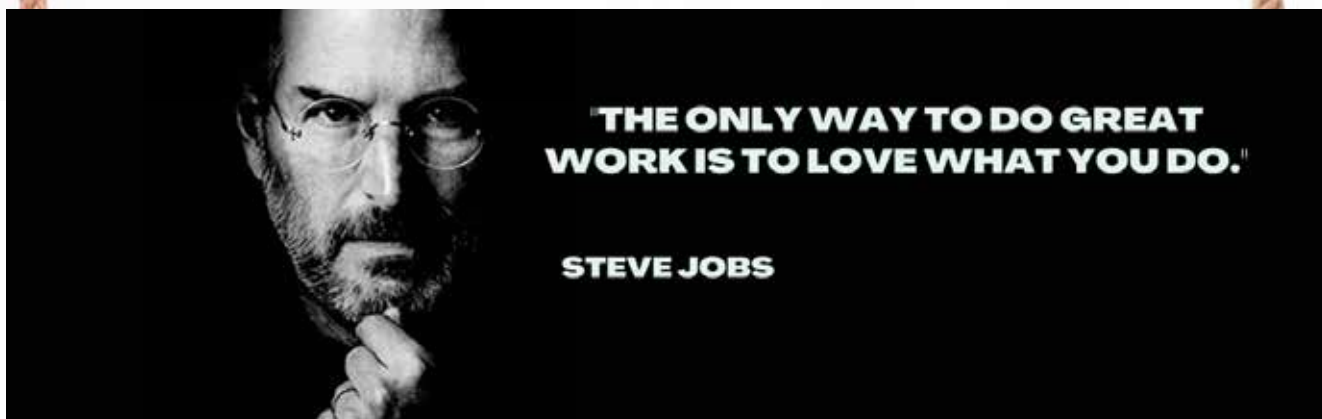 "THE ONLY WAY TO DO GREAT
WORK IS TO LOVE WHAT YOU DO."
STEVE JOBS